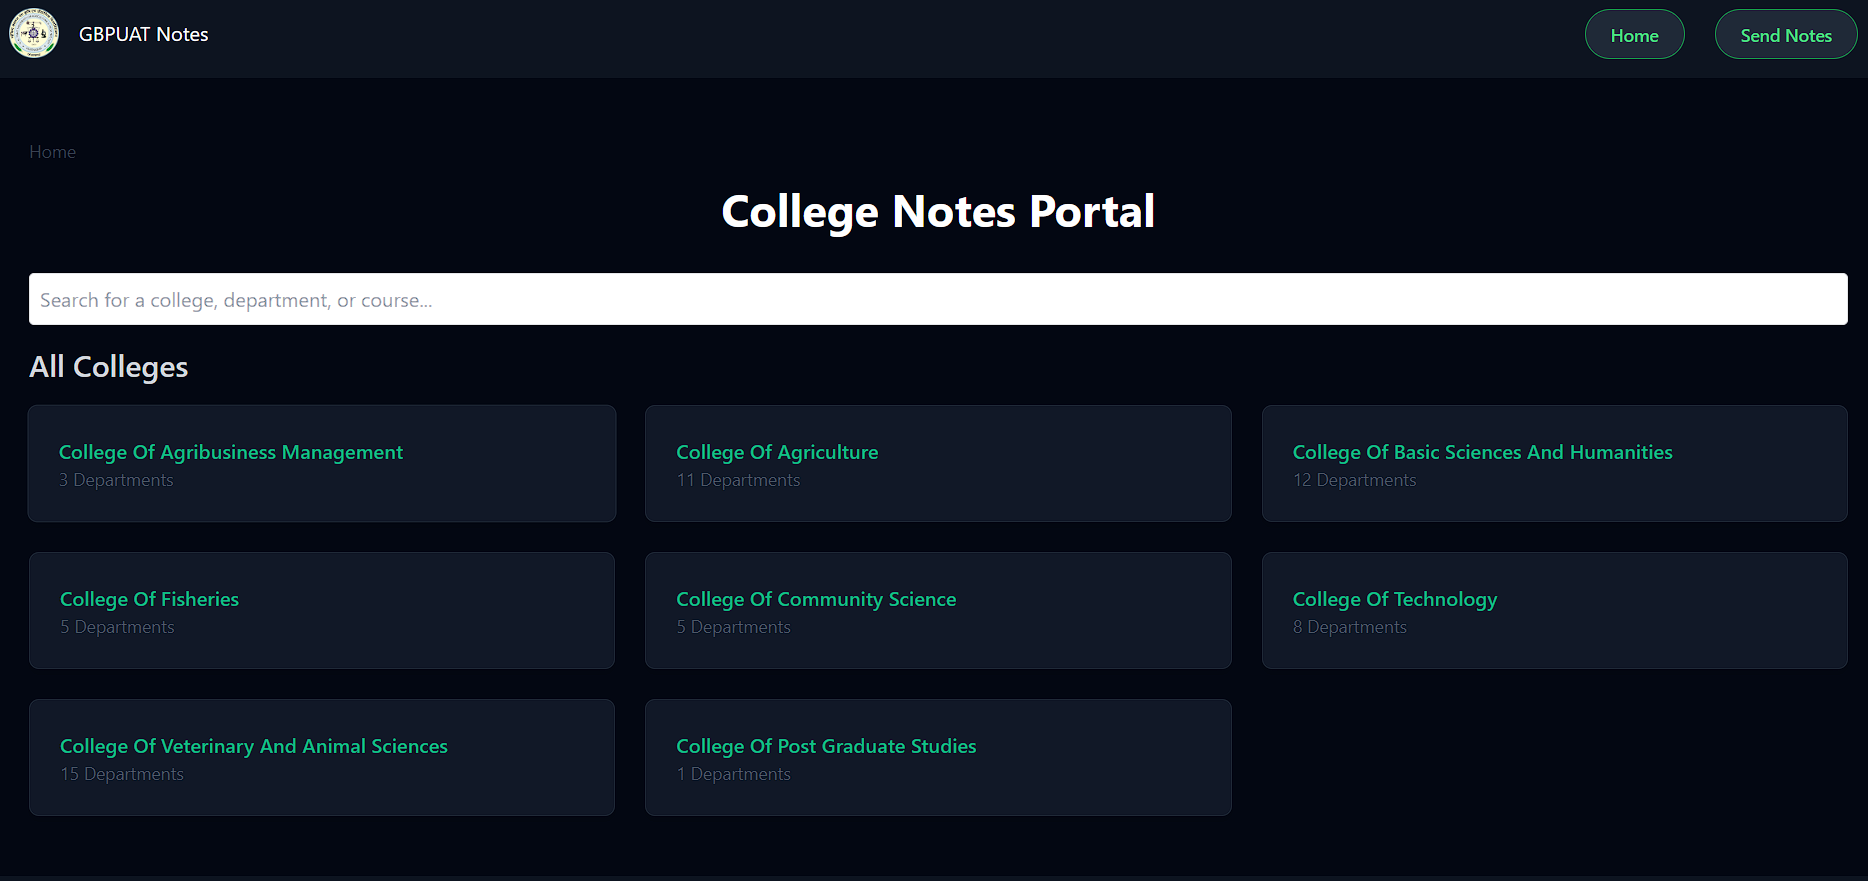 GBPUAT Notes
Home
Send Notes
Home
College Notes Portal
Search for a college, department, or course...
All Colleges
College Of Agribusiness Management
3 Departments
College Of Agriculture
11 Departments
College Of Basic Sciences And Humanities
12 Departments
College Of Fisheries
5 Departments
College Of Community Science
5 Departments
College Of Technology
8 Departments
College Of Veterinary And Animal Sciences
15 Departments
College Of Post Graduate Studies
1 Departments